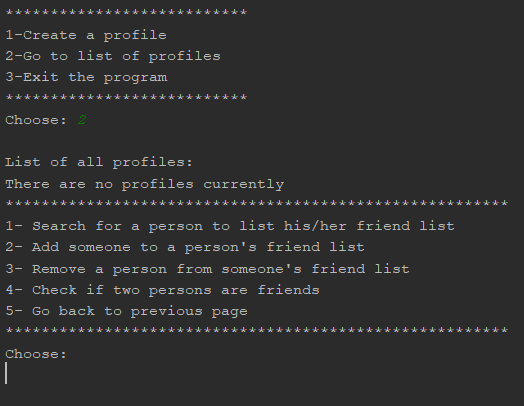 ***************************
1-Create a profile
2-Go to list of profiles
3-Exit the program
***************************
Choose: 2
List of all profiles:
There are no profiles currently
********************************************************
1- Search for a person to list his/her friend list
2- Add someone to a person's friend list
3- Remove a person from someone's friend list
4- Check if two persons are friends
5- Go back to previous page
********************************************************
Choose: